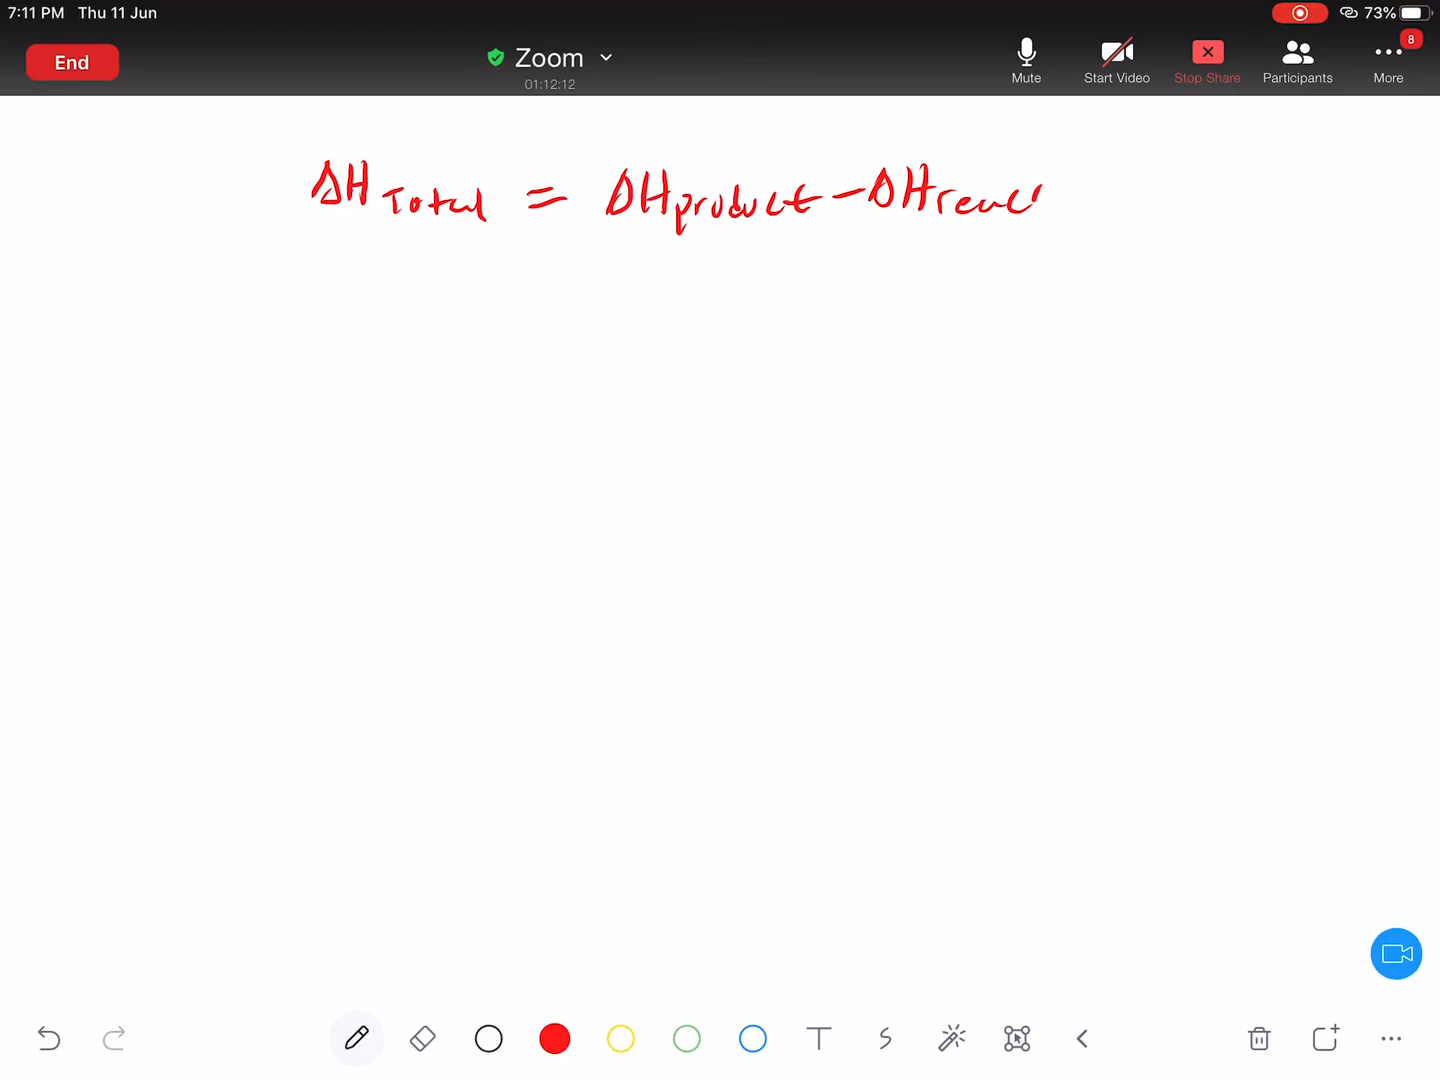 7:11 PM Thu 11 Jun
73%
8
End
Zoom
01:12:12
Mute
Start Video
Stop Share
Participants
More
ΔH Total = ΔHproduct - ΔHreac
T